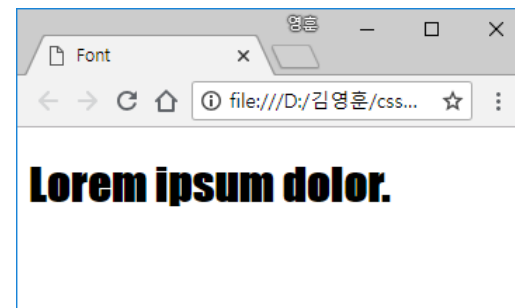 영훈
Font
file:///D:/김영훈/css...
Lorem ipsum dolor.